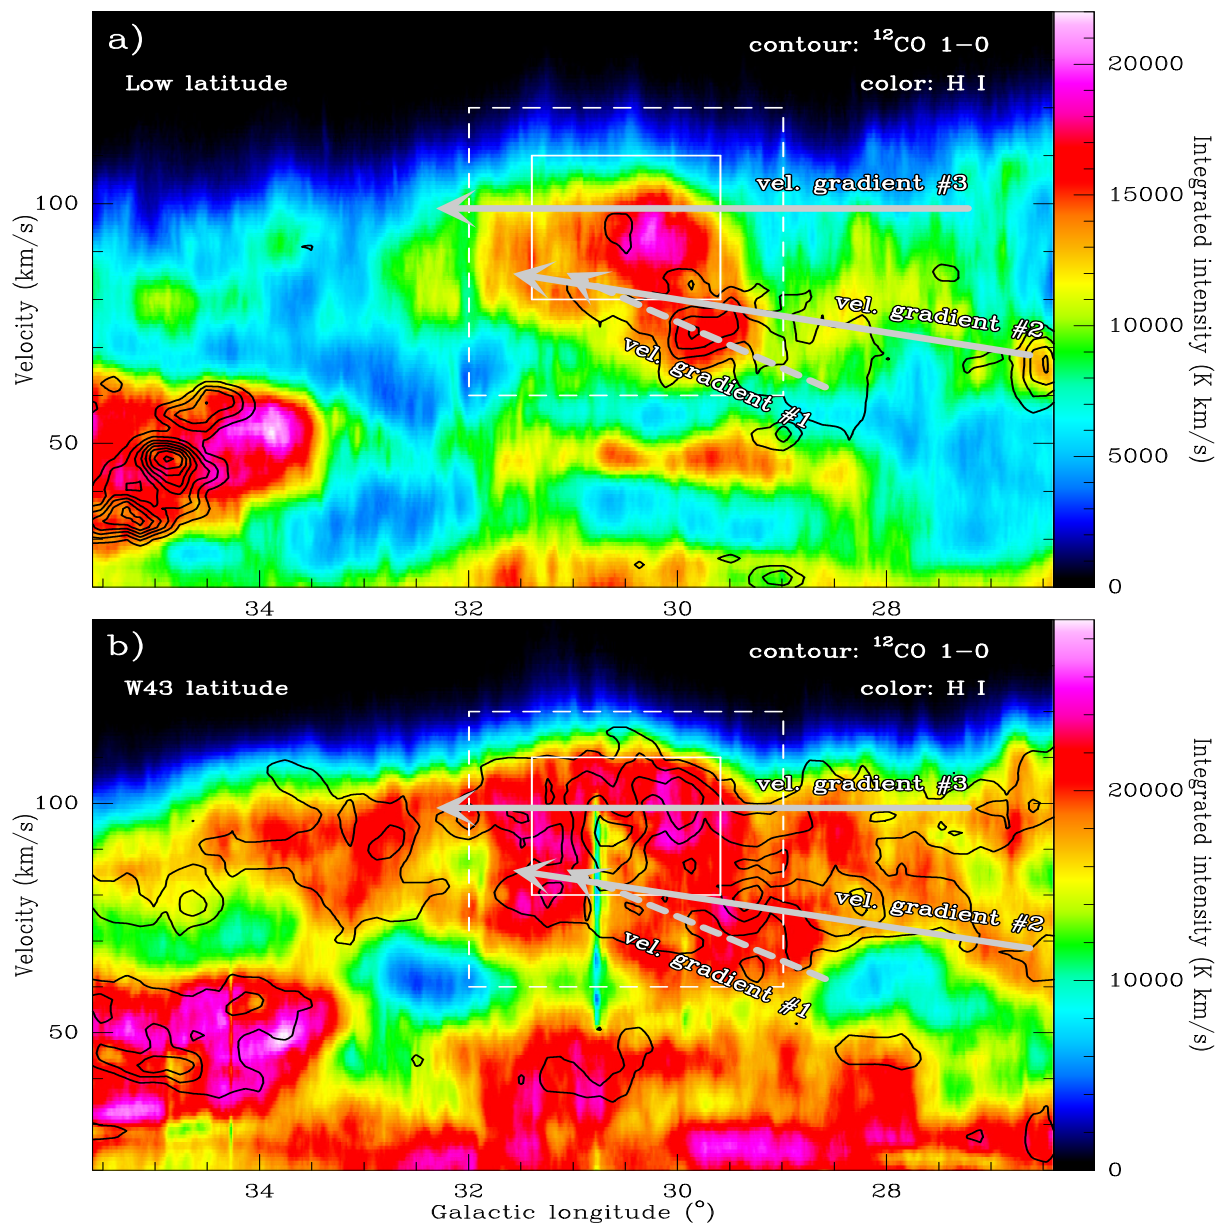 a)
contour: ¹²CO 1−0
Low latitude
color: H I
vel. gradient #3
vel. gradient #2
vel. gradient #1
Velocity (km/s)
100
50
34
32
30
28
20000
15000
10000
5000
0
Integrated intensity (K km/s)
b)
contour: ¹²CO 1−0
W43 latitude
color: H I
vel. gradient #3
vel. gradient #2
vel. gradient #1
Velocity (km/s)
100
50
34
32
30
28
Galactic longitude (°)
20000
10000
0
Integrated intensity (K km/s)